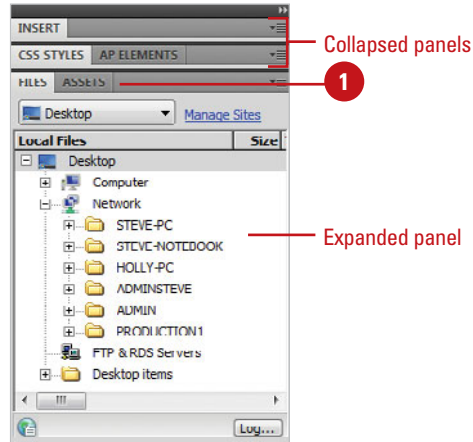 INSERT
Collapsed panels
CSS STYLES AP ELEMENTS
FILES ASSETS
1
Desktop
Manage Sites
Local Files Size
Desktop
Computer
Network
STEVE-PC
STEVE-NOTEBOOK
Expanded panel
HOLLY-PC
ADMINSTEVE
ADMIN
PRODUCTION1
FTP & RDS Servers
Desktop items
Log...